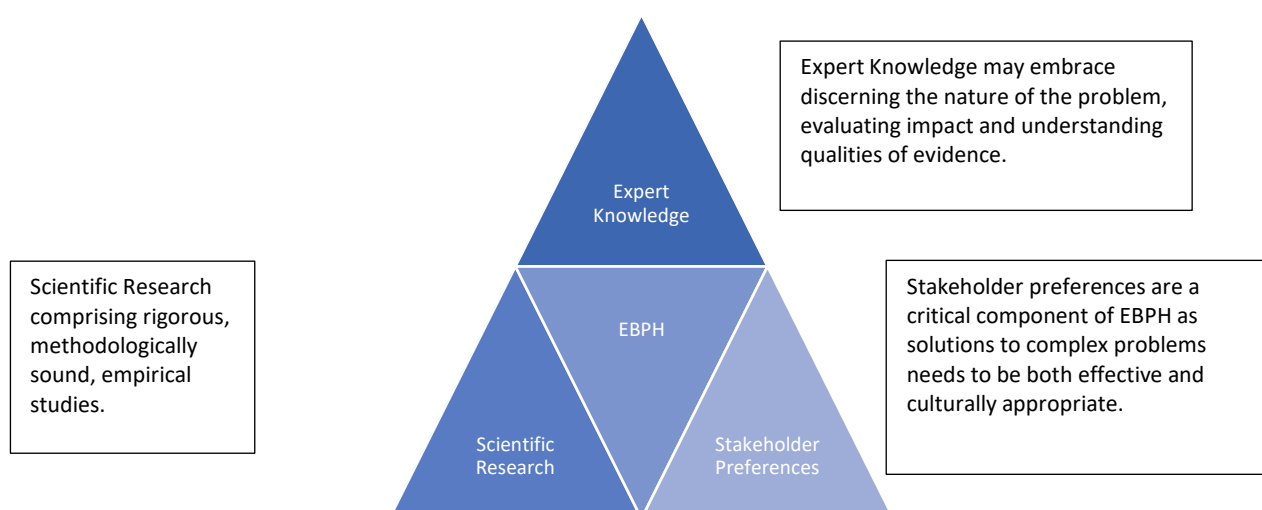 Expert Knowledge may embrace
discerning the nature of the problem,
evaluating impact and understanding
qualities of evidence.
Expert
Knowledge
Scientific Research
comprising rigorous,
methodologically
sound, empirical
studies.
EBPH
Stakeholder preferences are a
critical component of EBPH as
solutions to complex problems
needs to be both effective and
culturally appropriate.
Scientific
Research
Stakeholder
Preferences